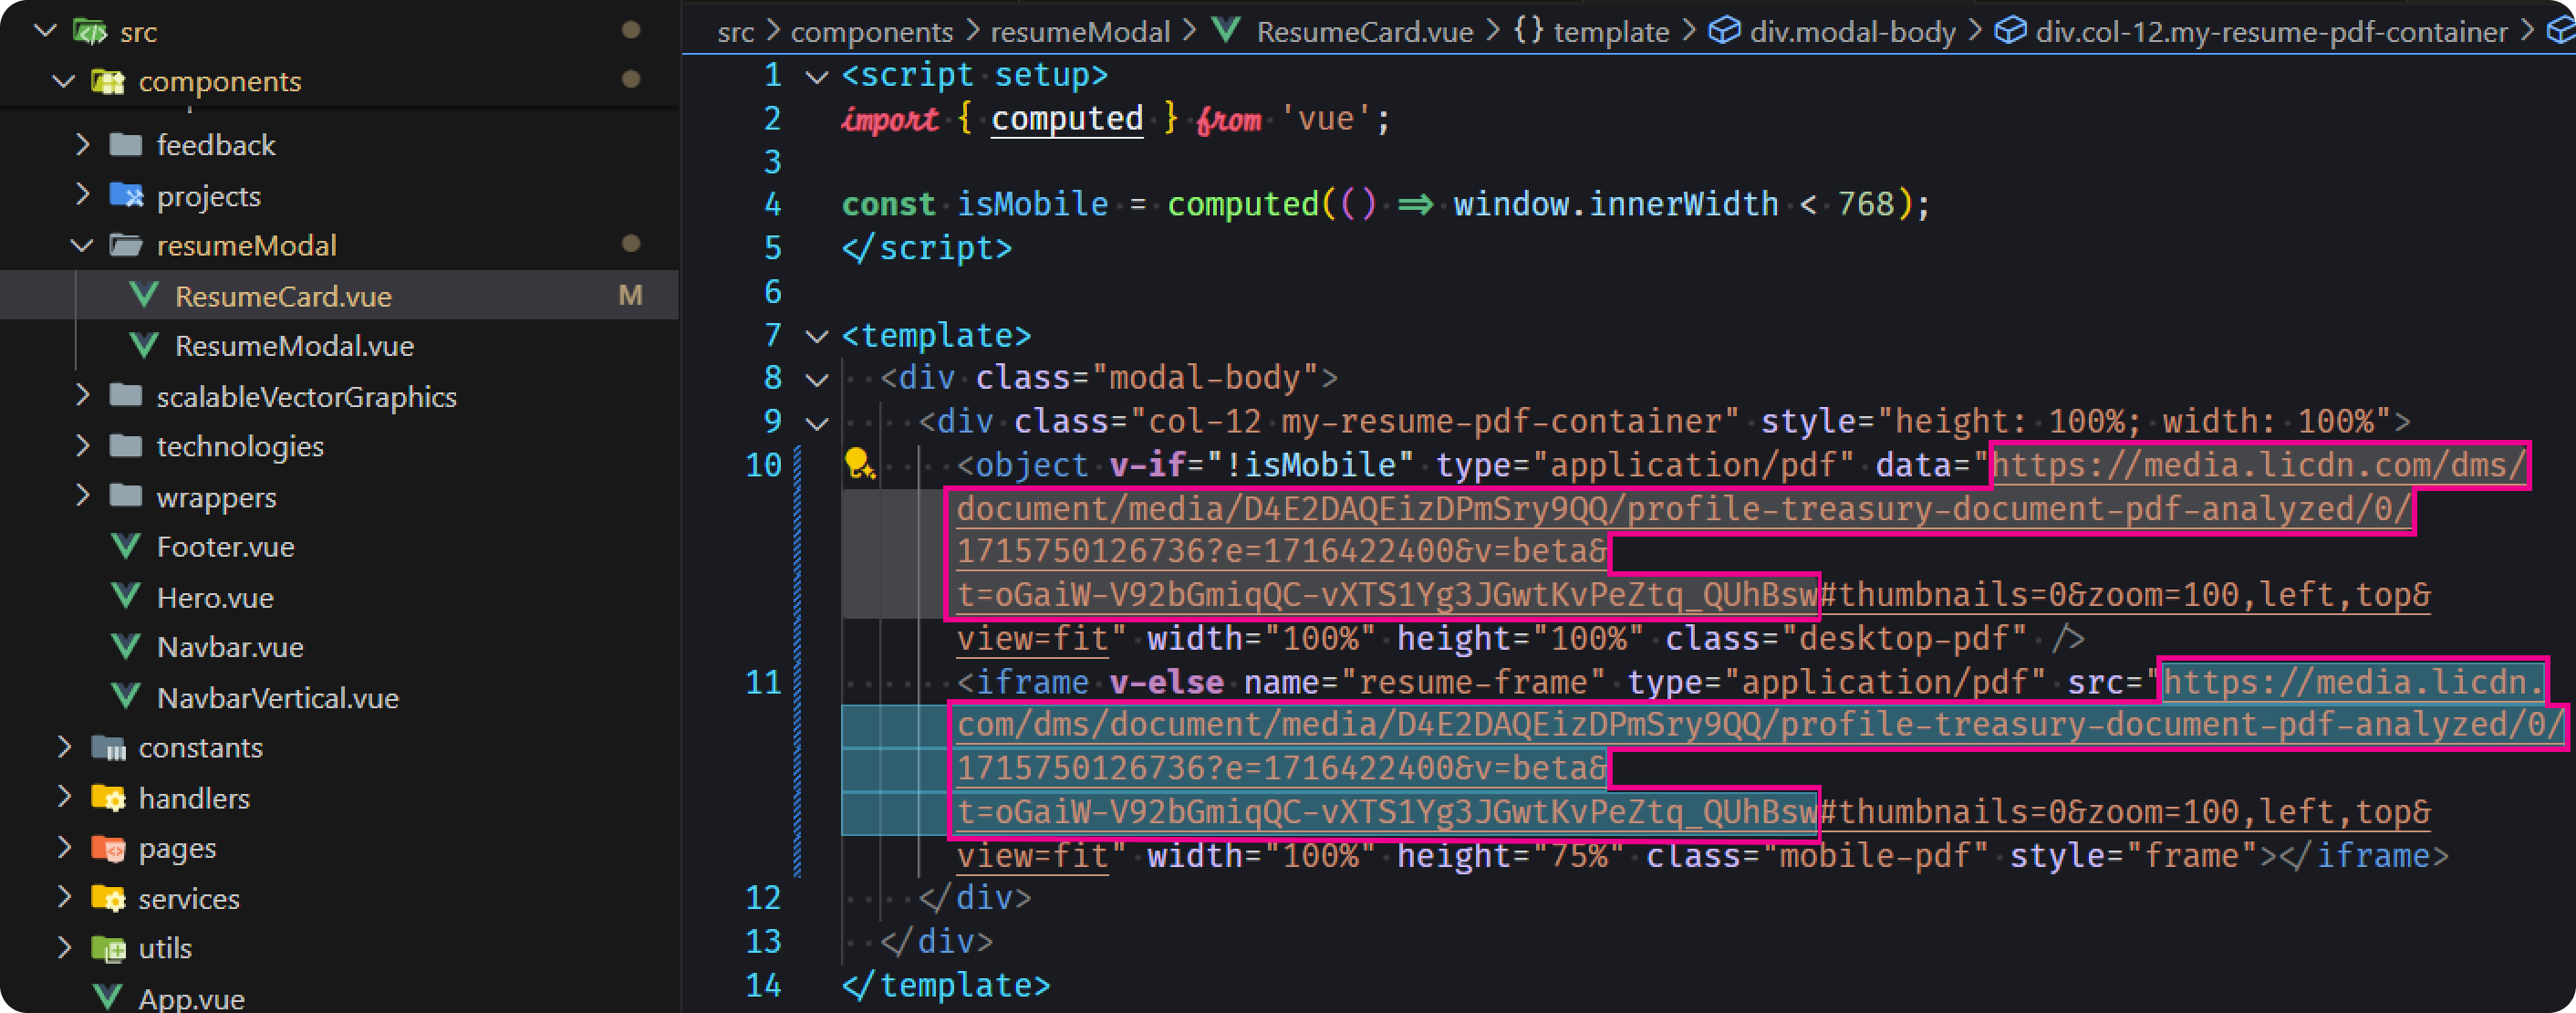 src
components
feedback
projects
resumeModal
ResumeCard.vue M
ResumeModal.vue
scalableVectorGraphics
technologies
wrappers
Footer.vue
Hero.vue
Navbar.vue
NavbarVertical.vue
constants
handlers
pages
services
utils
App.vue
src > components > resumeModal > ResumeCard.vue > {} template > div.modal-body > div.col-12.my-resume-pdf-container >
1 <script setup>
2 import { computed } from 'vue';
3
4 const isMobile = computed(() => window.innerWidth < 768);
5 </script>
6
7 <template>
8 <div class="modal-body">
9 <div class="col-12 my-resume-pdf-container" style="height: 100%; width: 100%">
10 <object v-if="!isMobile" type="application/pdf" data="https://media.licdn.com/dms/
document/media/D4E2DAQEizDPmSry9QQ/profile-treasury-document-pdf-analyzed/0/
1715750126736?e=1716422400&v=beta&
t=oGaiW-V92bGmiqQC-vXTS1Yg3JGwtKvPeZtq_QUhBsw#thumbnails=0&zoom=100,left,top&
view=fit" width="100%" height="100%" class="desktop-pdf" />
11 <iframe v-else name="resume-frame" type="application/pdf" src="https://media.licdn.
com/dms/document/media/D4E2DAQEizDPmSry9QQ/profile-treasury-document-pdf-analyzed/0/
1715750126736?e=1716422400&v=beta&
t=oGaiW-V92bGmiqQC-vXTS1Yg3JGwtKvPeZtq_QUhBsw#thumbnails=0&zoom=100,left,top&
view=fit" width="100%" height="75%" class="mobile-pdf" style="frame"></iframe>
12 </div>
13 </div>
14 </template>